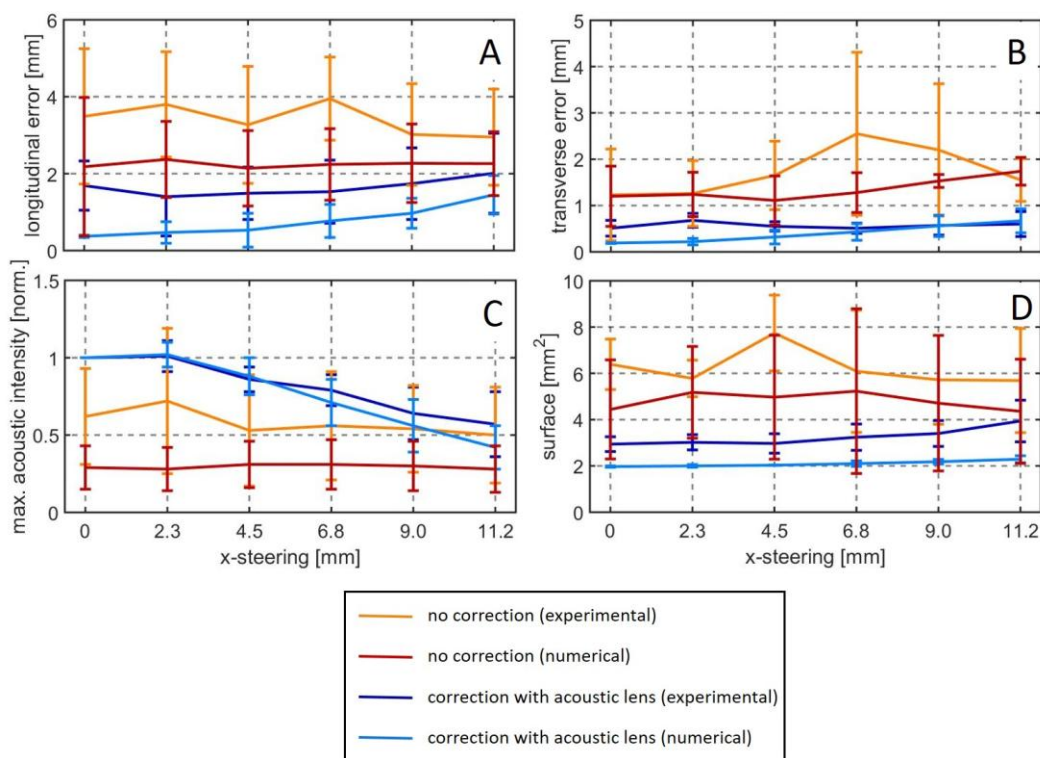 6
4
2
0
longitudinal error [mm]
A
5
4
3
2
1
0
transverse error [mm]
B
1.5
1
0.5
0
max. acoustic intensity [norm.]
C
0
2.3
4.5
6.8
9.0
11.2
x-steering [mm]
10
8
6
4
2
0
surface [mm²]
D
0
2.3
4.5
6.8
9.0
11.2
x-steering [mm]
no correction (experimental)
no correction (numerical)
correction with acoustic lens (experimental)
correction with acoustic lens (numerical)